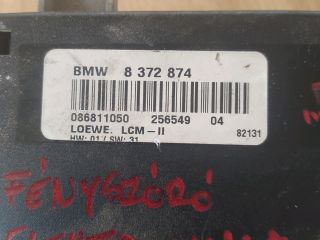 BMW 8 372 874
086811050 256549 04
LOEWE. LCM-II 82131
HW: 01 / SW: 31
FÉNYSZÓRÓ